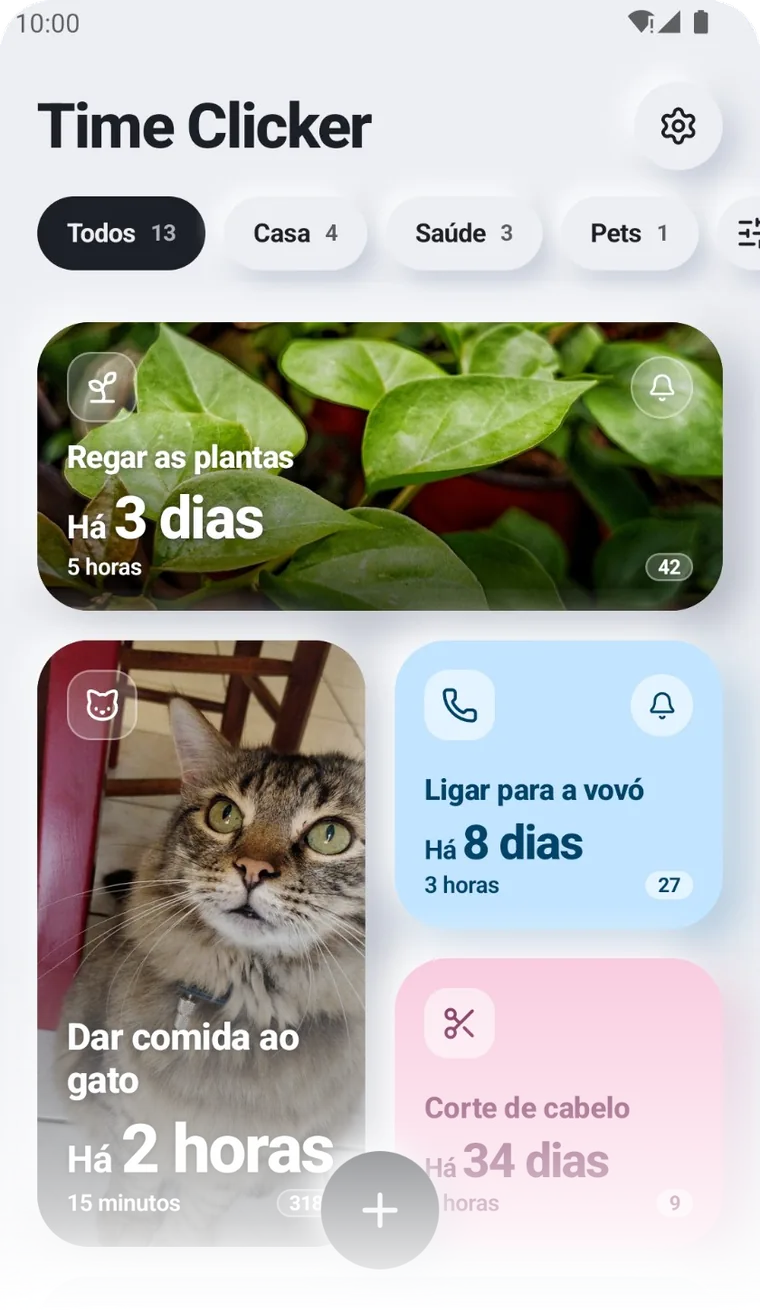 10:00
Time Clicker
Todos 13
Casa 4
Saúde 3
Pets 1
Regar as plantas
Há 3 dias
5 horas
42
Dar comida ao
gato
Há 2 horas
15 minutos
318
Ligar para a vovó
Há 8 dias
3 horas
27
Corte de cabelo
Há 34 dias
horas
9